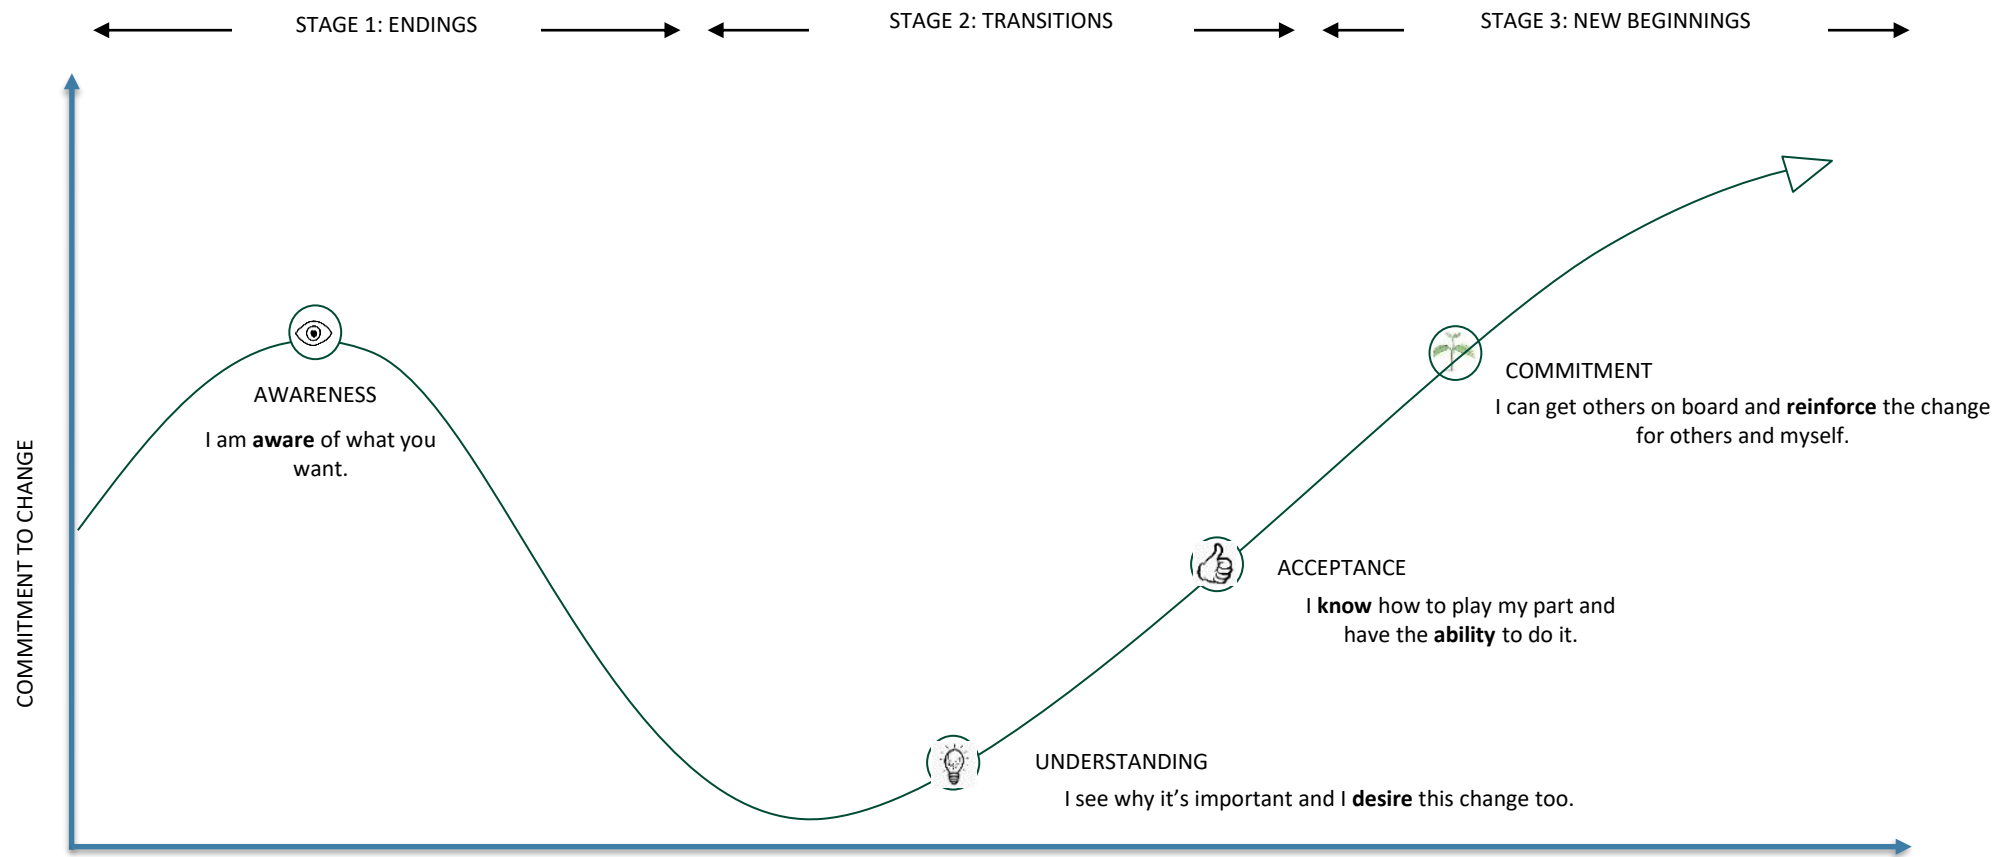 STAGE 1: ENDINGS
STAGE 2: TRANSITIONS
STAGE 3: NEW BEGINNINGS
COMMITMENT TO CHANGE
AWARENESS
I am aware of what you
want.
COMMITMENT
I can get others on board and reinforce the change
for others and myself.
ACCEPTANCE
I know how to play my part and
have the ability to do it.
UNDERSTANDING
I see why it’s important and I desire this change too.